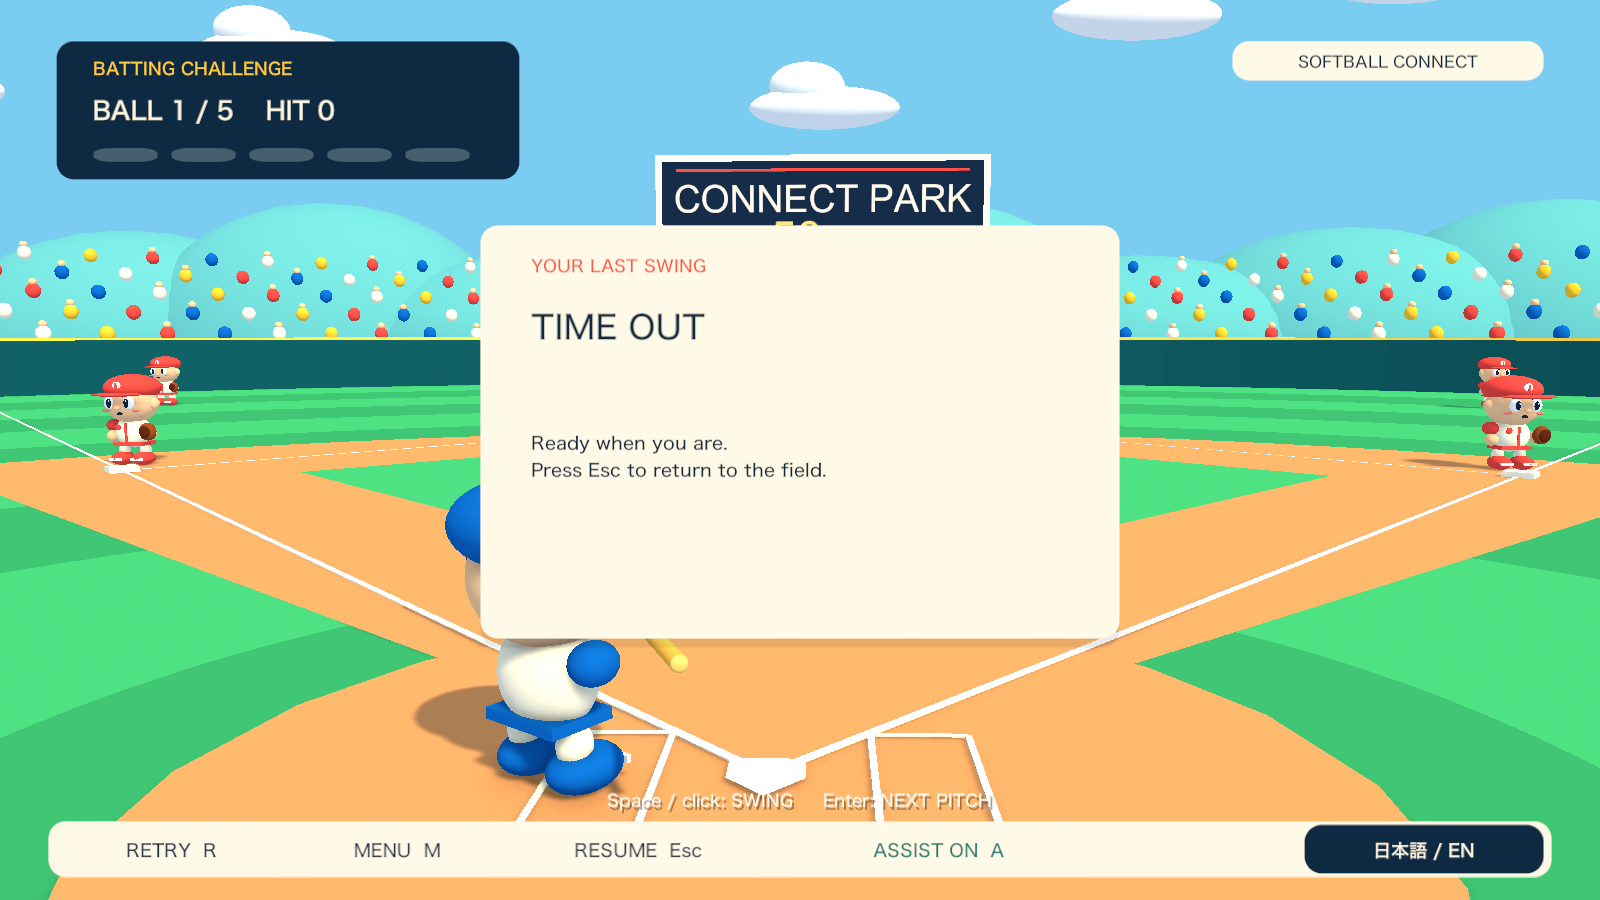 BATTING CHALLENGE
BALL 1 / 5 HIT 0
SOFTBALL CONNECT
CONNECT PARK
YOUR LAST SWING
TIME OUT
Ready when you are.
Press Esc to return to the field.
Space / click: SWING Enter: NEXT PITCH
RETRY R MENU M RESUME Esc ASSIST ON A 日本語 / EN